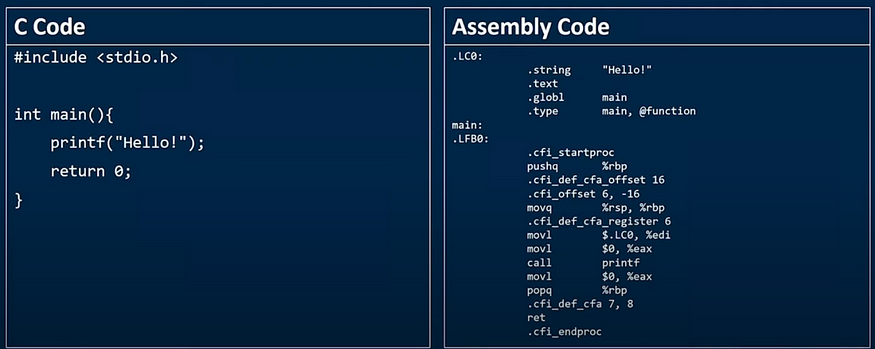 C Code
#include <stdio.h>
int main(){
printf("Hello!");
return 0;
}
Assembly Code
.LC0:
.string "Hello!"
.text
.globl main
.type main, @function
main:
.LFB0:
.cfi_startproc
pushq %rbp
.cfi_def_cfa_offset 16
.cfi_offset 6, -16
movq %rsp, %rbp
.cfi_def_cfa_register 6
movl $.LC0, %edi
movl $0, %eax
call printf
movl $0, %eax
popq %rbp
.cfi_def_cfa 7, 8
ret
.cfi_endproc